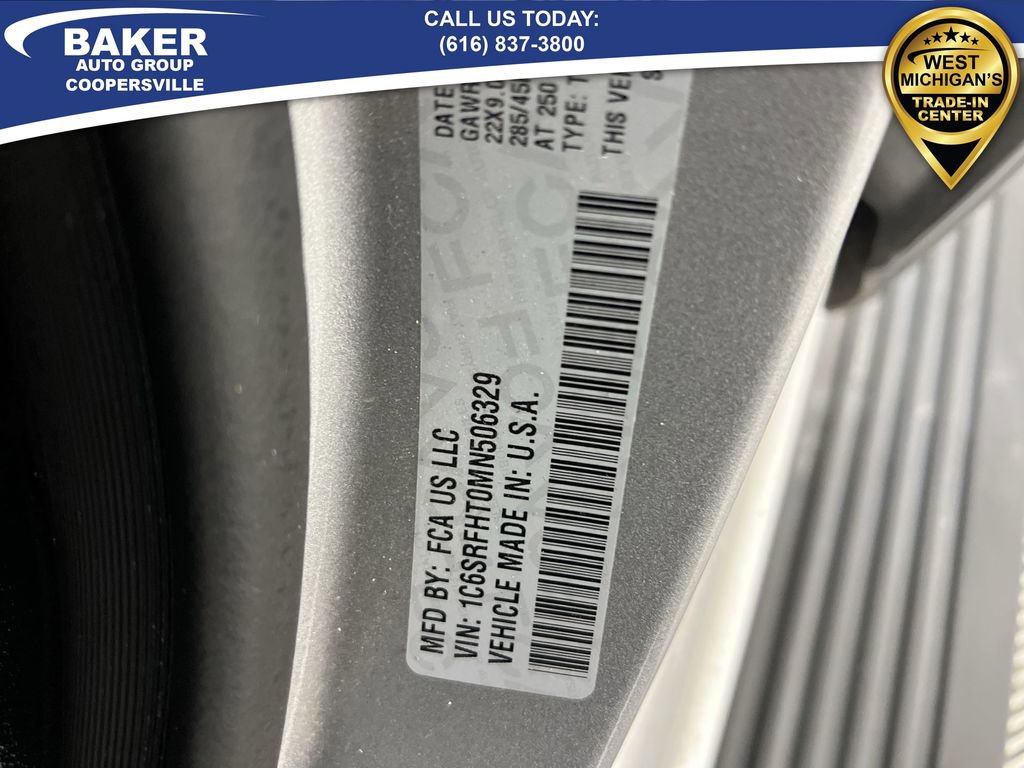 BAKER
AUTO GROUP
COOPERSVILLE
CALL US TODAY:
(616) 837-3800
WEST
MICHIGAN'S
TRADE-IN
CENTER
MFD BY: FCA US LLC
VIN: 1C6SRFHT0MN506329
VEHICLE MADE IN: U.S.A.
DATE
GAWR
22X9.0
285/45
AT 250
TYPE: T
THIS VE